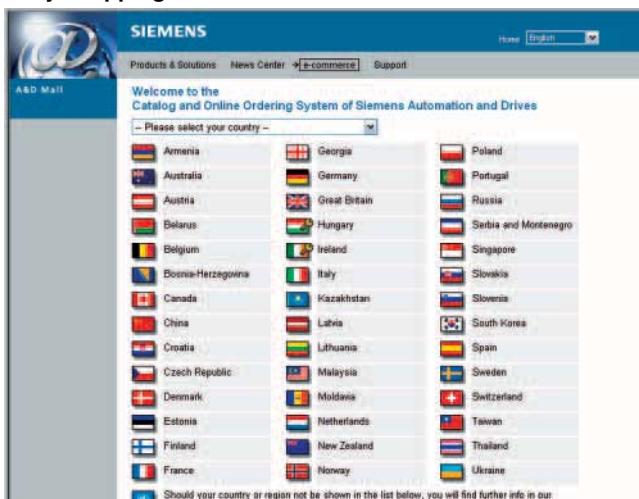 SIEMENS
Home English
Products & Solutions News Center e-commerce Support
A&D Mall
Welcome to the
Catalog and Online Ordering System of Siemens Automation and Drives
-- Please select your country --
Armenia Georgia Poland
Australia Germany Portugal
Austria Great Britain Russia
Belarus Hungary Serbia and Montenegro
Belgium Ireland Singapore
Bosnia-Herzegowina Italy Slovakia
Canada Kazakhstan Slovenia
China Latvia South Korea
Croatia Lithuania Spain
Czech Republic Malaysia Sweden
Denmark Moldavia Switzerland
Estonia Netherlands Taiwan
Finland New Zealand Thailand
France Norway Ukraine
Should your country or region not be shown in the list below, you will find further info in our